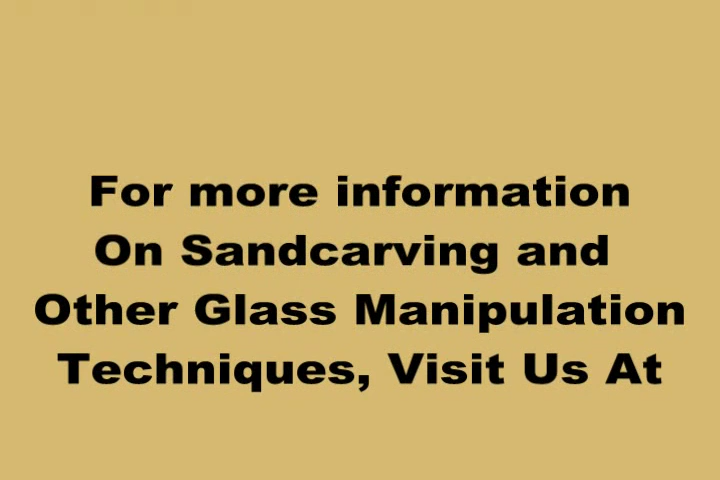 For more information
On Sandcarving and
Other Glass Manipulation
Techniques, Visit Us At